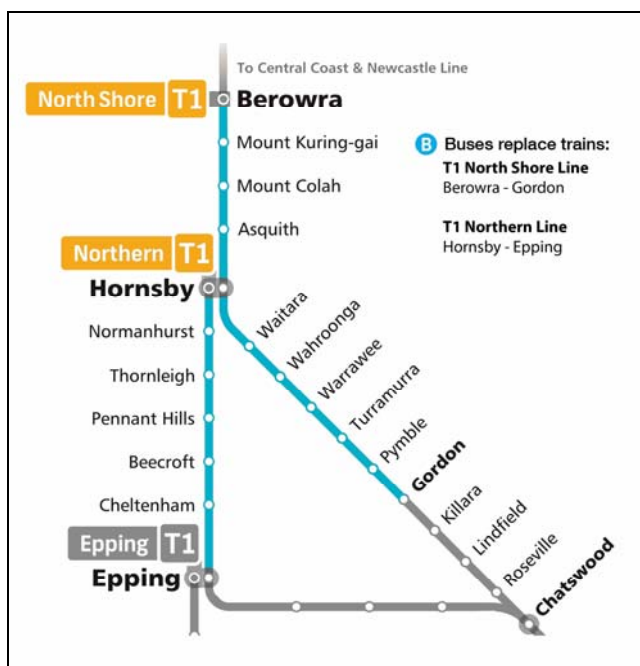 To Central Coast & Newcastle Line
North Shore T1
Berowra
Mount Kuring-gai
Mount Colah
Asquith
B Buses replace trains:
T1 North Shore Line
Berowra - Gordon
T1 Northern Line
Hornsby - Epping
Northern T1
Hornsby
Normanhurst
Thornleigh
Pennant Hills
Beecroft
Cheltenham
Epping T1
Epping
Waitara
Wahroonga
Warrawee
Turramurra
Pymble
Gordon
Killara
Lindfield
Roseville
Chatswood